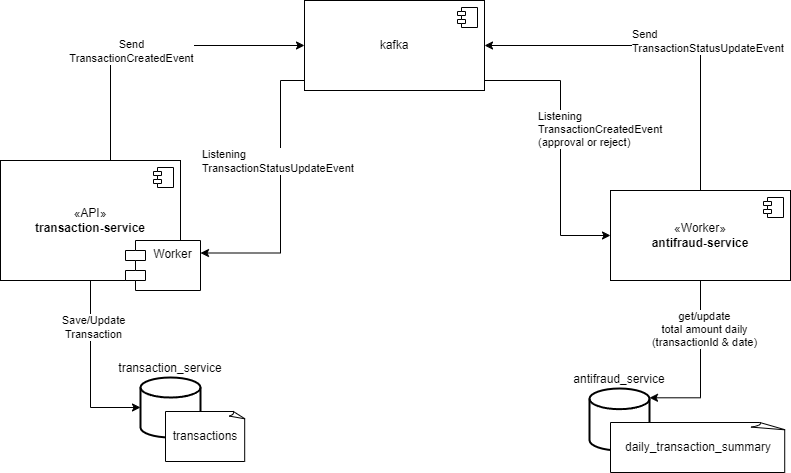 Send
TransactionCreatedEvent
kafka
Send
TransactionStatusUpdateEvent
Listening
TransactionStatusUpdateEvent
Listening
TransactionCreatedEvent
(approval or reject)
«API»
transaction-service
Worker
«Worker»
antifraud-service
Save/Update
Transaction
get/update
total amount daily
(transactionId & date)
transaction_service
transactions
antifraud_service
daily_transaction_summary